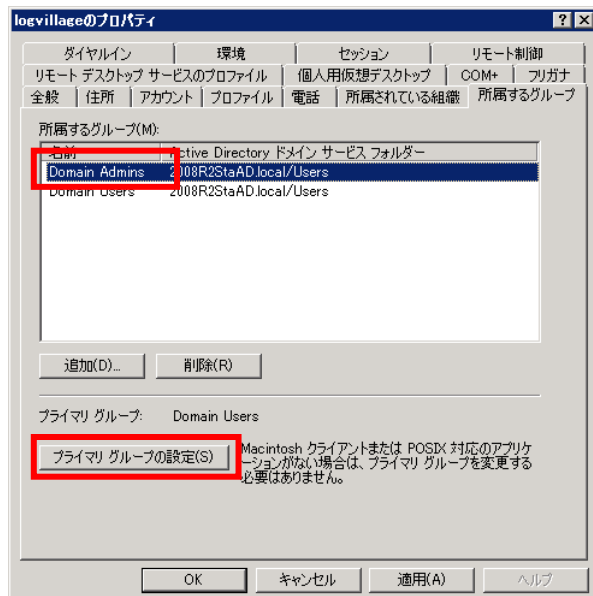 logvillageのプロパティ
ダイヤルイン 環境 セッション リモート制御
リモート デスクトップ サービスのプロファイル 個人用仮想デスクトップ COM+ フリガナ
全般 住所 アカウント プロファイル 電話 所属されている組織 所属するグループ
所属するグループ(M):
名前 Active Directory ドメイン サービス フォルダー
Domain Admins 2008R2StaAD.local/Users
Domain Users 2008R2StaAD.local/Users
追加(D)... 削除(R)
プライマリ グループ: Domain Users
プライマリ グループの設定(S)
Macintosh クライアントまたは POSIX 対応のアプリケ
ーションがない場合は、プライマリ グループを変更する
必要はありません。
OK キャンセル 適用(A) ヘルプ